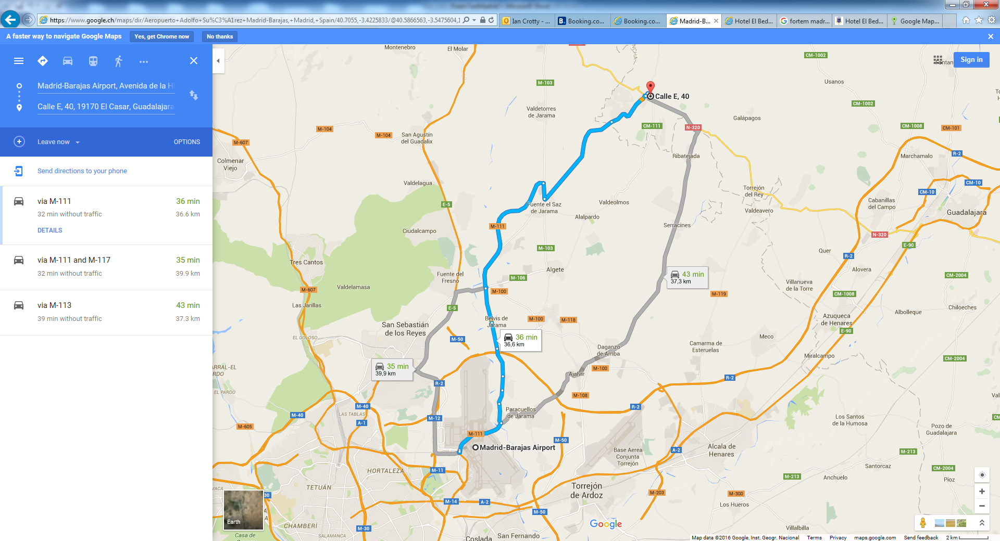 https://www.google.ch/maps/dir/Aeropuerto+Adolfo+Su%C3%A1rez+Madrid-Barajas,+Madrid,+Spain/40.7055,-3.4225833/@40.5866563,-3.5475604,1
Ian Crotty - ...
Booking.co...
Booking.co...
Madrid-B...
Hotel El Bed...
fortem madr...
Hotel El Bed...
Google Map...
A faster way to navigate Google Maps
Yes, get Chrome now
No thanks
Madrid-Barajas Airport, Avenida de la H
Calle E, 40, 19170 El Casar, Guadalajara
Leave now
OPTIONS
Send directions to your phone
via M-111
36 min
32 min without traffic
36.6 km
DETAILS
via M-111 and M-117
35 min
32 min without traffic
39.9 km
via M-113
43 min
39 min without traffic
37.3 km
Sign in
Montenebro
El Molar
NCHA
CM-1002
M-103
Usanos
Calle E, 40
CM-1002
Valdetorres
de Jarama
Galápagos
M-104
CM-111
N-320
CM-1008
CM-101
M-104
San Agustín
del Guadalix
M-607
Ribatejada
Marchamalo
R-2
Colmenar
Viejo
Valdelagua
Torrejón
del Rey
CM-10
CM-10
E-5
Fuente el Saz
de Jarama
Valdeolmos
Cabanillas
del Campo
Valdeavero
Guadalajara
Alalpardo
M-111
Serracines
Ciudalcampo
N-320
E-90
M-103
Quer
R-2
Tres Cantos
Algete
Alovera
Fuente del
Fresno
43 min
37,3 km
CM-2004
M-106
Villanueva
de la Torre
Valdelamasa
M-607
M-100
M-119
CM-1008
Las Jarillas
E-5
Chiloeches
Albolleque
Belvis de
Jarama
M-100
M-118
Azuqueca
de Henares
San Sebastián
de los Reyes
E-90
EL GOLOSO
M-50
36 min
36,6 km
Meco
Daganzo
de Arriba
Camarma de
Esteruelas
Miralcampo
CM-2004
35 min
39,9 km
ARRAL-EL
PARDO
M-100
Ajalvir
R-2
R-2
EL PARDO
M-108
M-40
R-2
Paracuellos
de Jarama
LAS TABLAS
M-40
M-12
A-1
Los Santos
de la Humosa
M-605
Pozo de
Guadalajara
M-111
M-50
Madrid-Barajas Airport
Base Aerea
Conjunta
Torrejón
A-2
Alcala de
Henares
M-213
HORTALEZA
M-11
Santorcaz
CM-2004
M-213
Anchuelo
Pioz
TETUÁN
Torrejón
de Ardoz
M-203
M-300
30
M-14
A-2
Los Hueros
M-50
Earth
CHAMBERÍ
M-30
Google
Villalbilla
Casa de
SALAMANCA
Coslada
San Fernando
Map data ©2016 Google, Inst. Geogr. Nacional
Terms
Privacy
maps.google.com
Send feedback
2 km